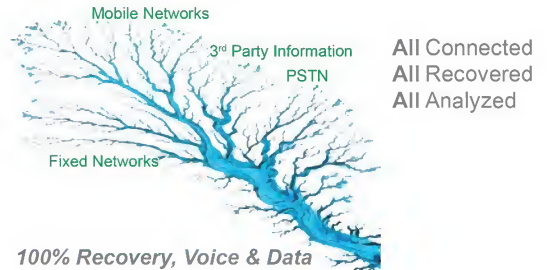 Mobile Networks
3rd Party Information
PSTN
Fixed Networks
100% Recovery, Voice & Data
All Connected
All Recovered
All Analyzed